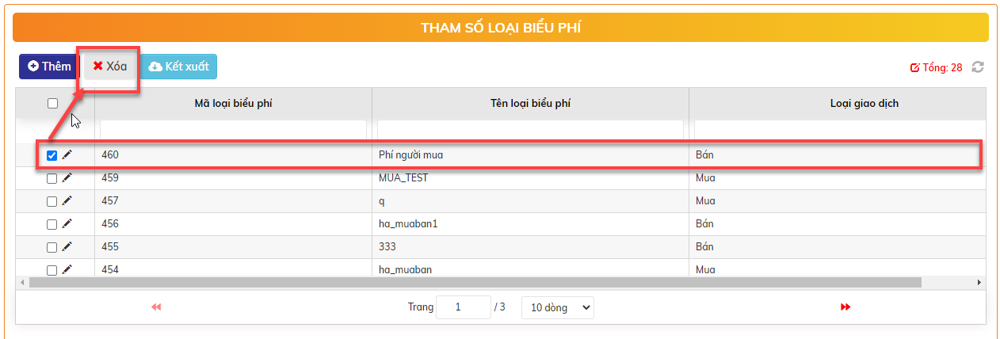 THAM SỐ LOẠI BIỂU PHÍ
Thêm Xóa Kết xuất Tổng: 28
Mã loại biểu phí Tên loại biểu phí Loại giao dịch
460 Phí người mua Bán
459 MUA_TEST Mua
457 q Mua
456 ha_muaban1 Bán
455 333 Bán
454 ha_muaban Mua
Trang 1 / 3 10 dòng